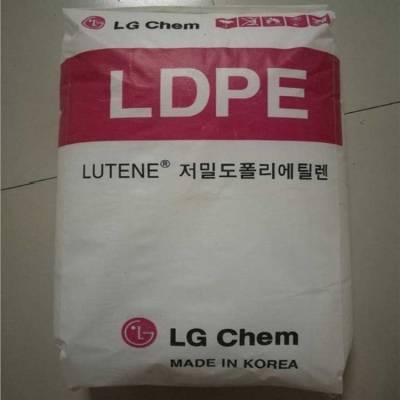 LG Chem
LDPE
LUTENE® 저밀도폴리에틸렌
LG Chem
MADE IN KOREA